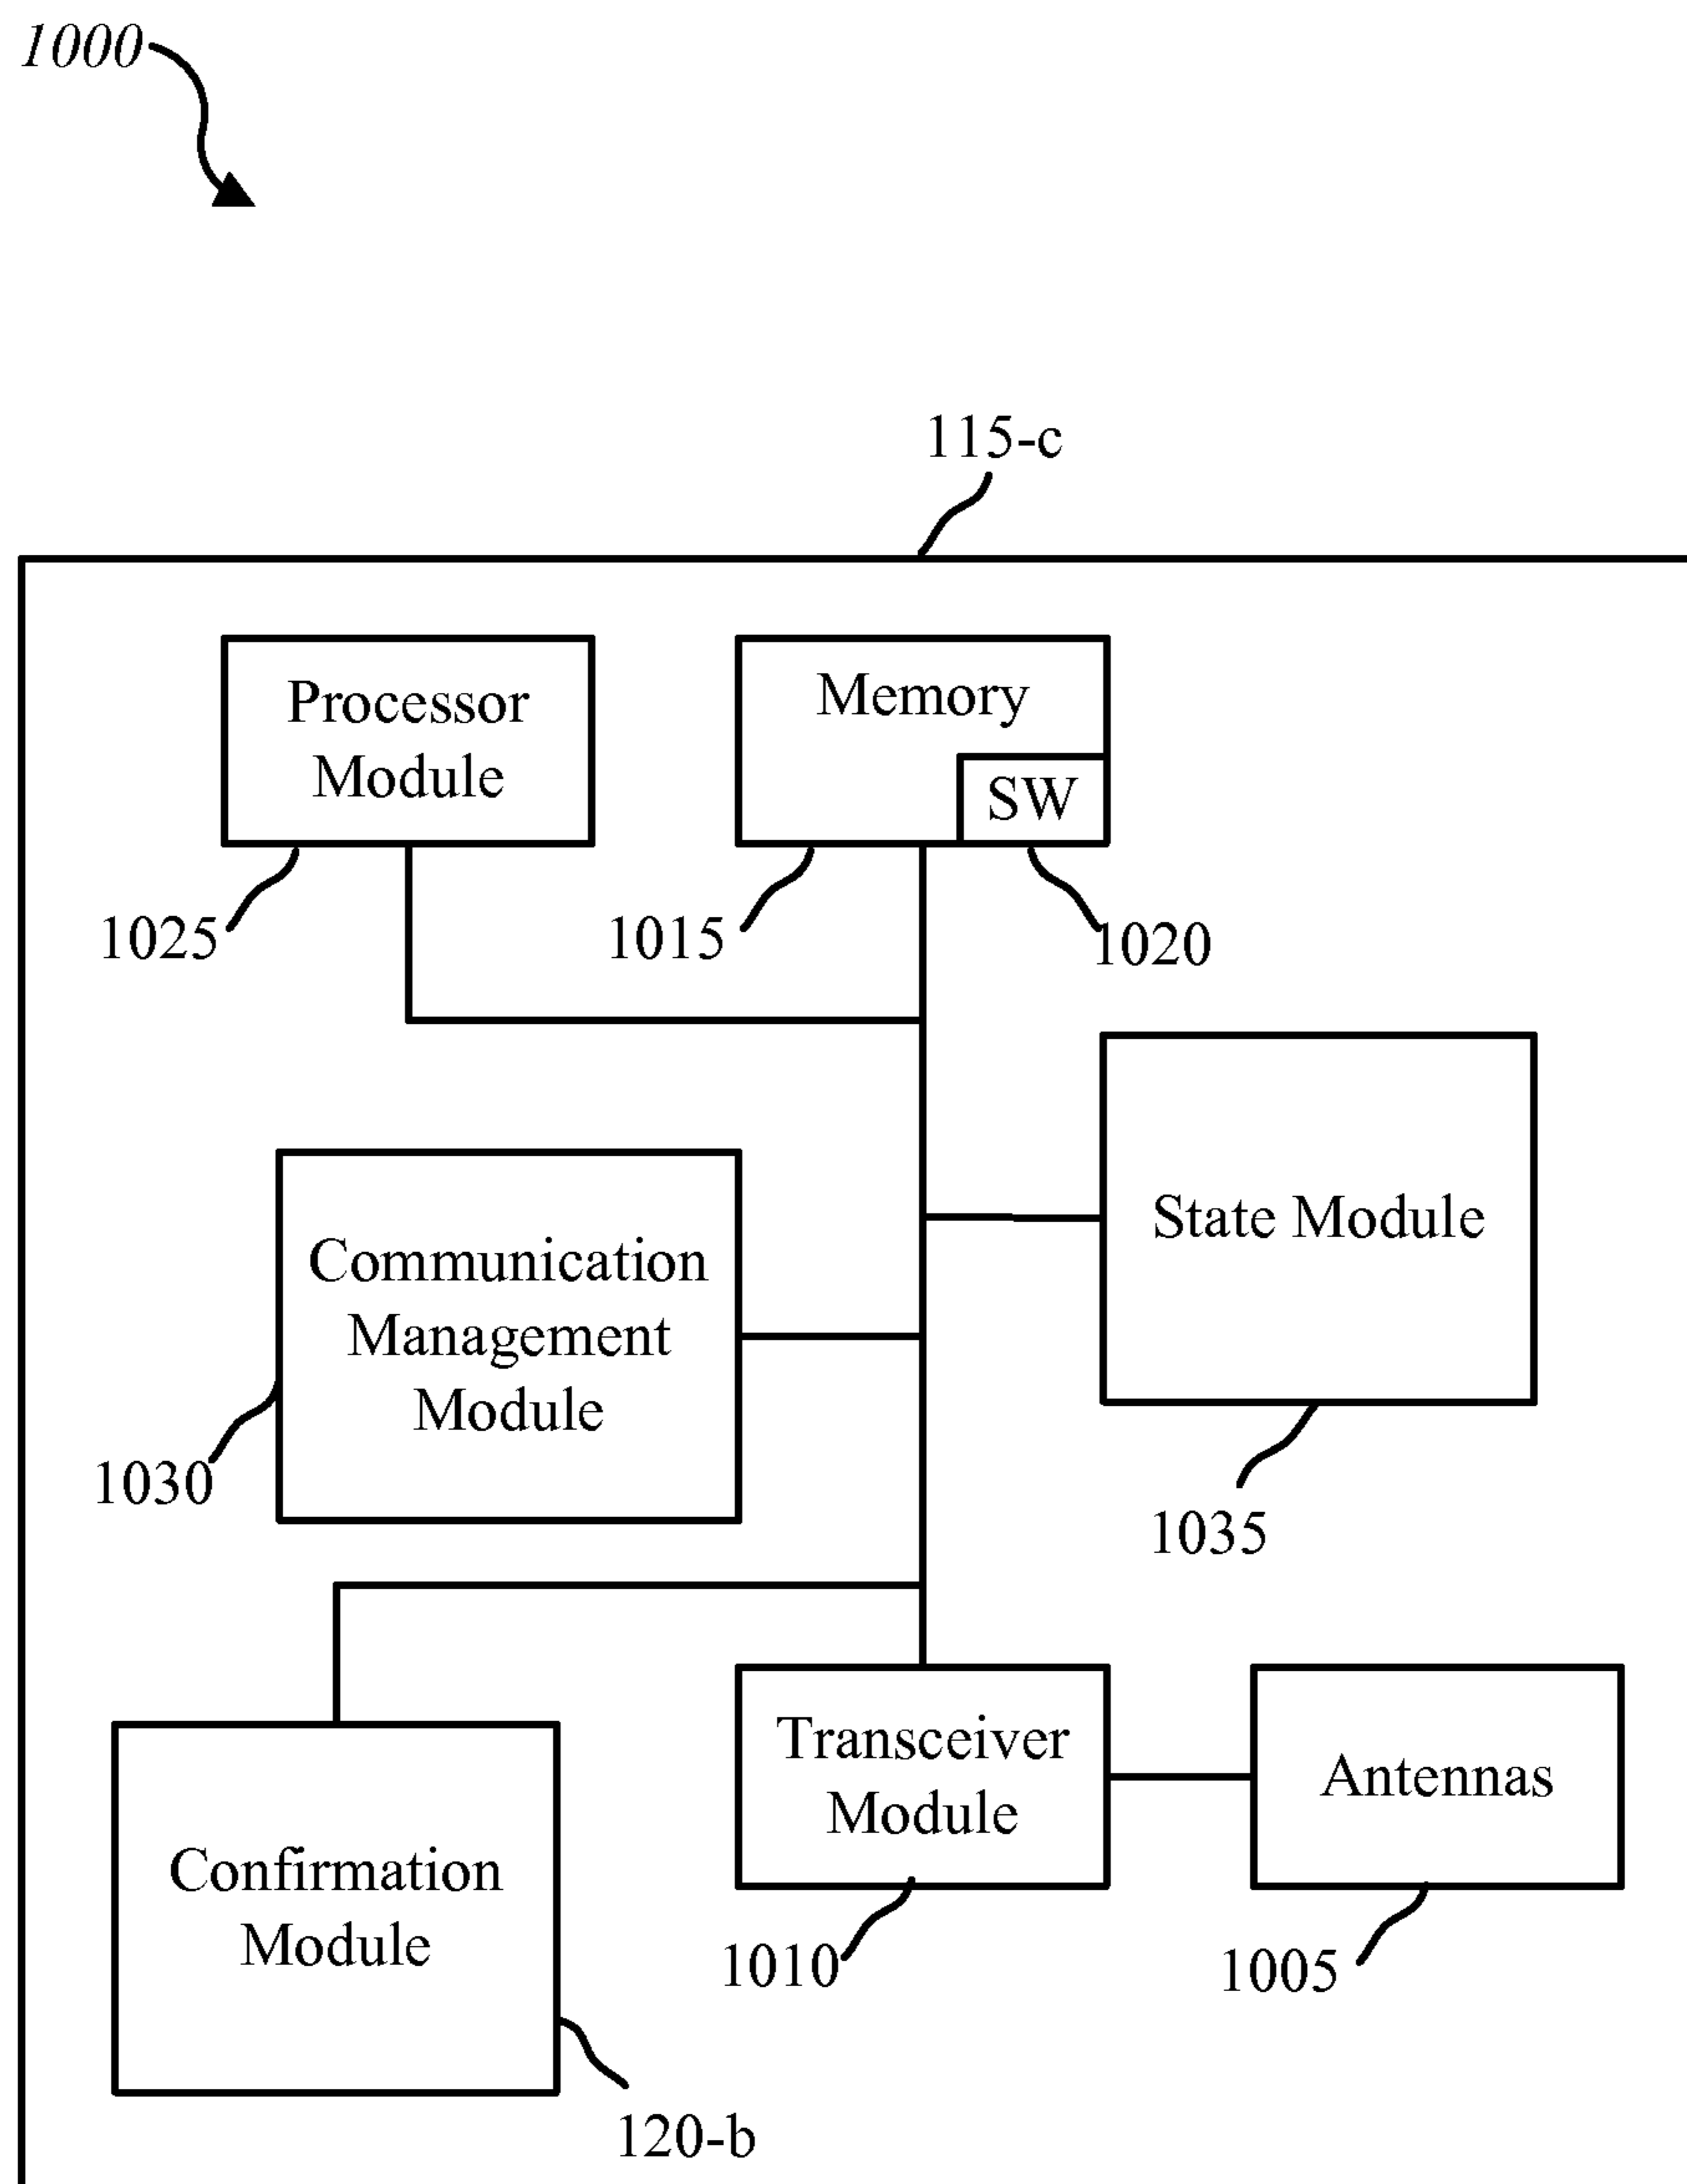 1000
115-c
Processor
Module
Memory
SW
1025
1015
1020
State Module
Communication
Management
Module
1030
1035
Transceiver
Module
Antennas
Confirmation
Module
1010
1005
120-b